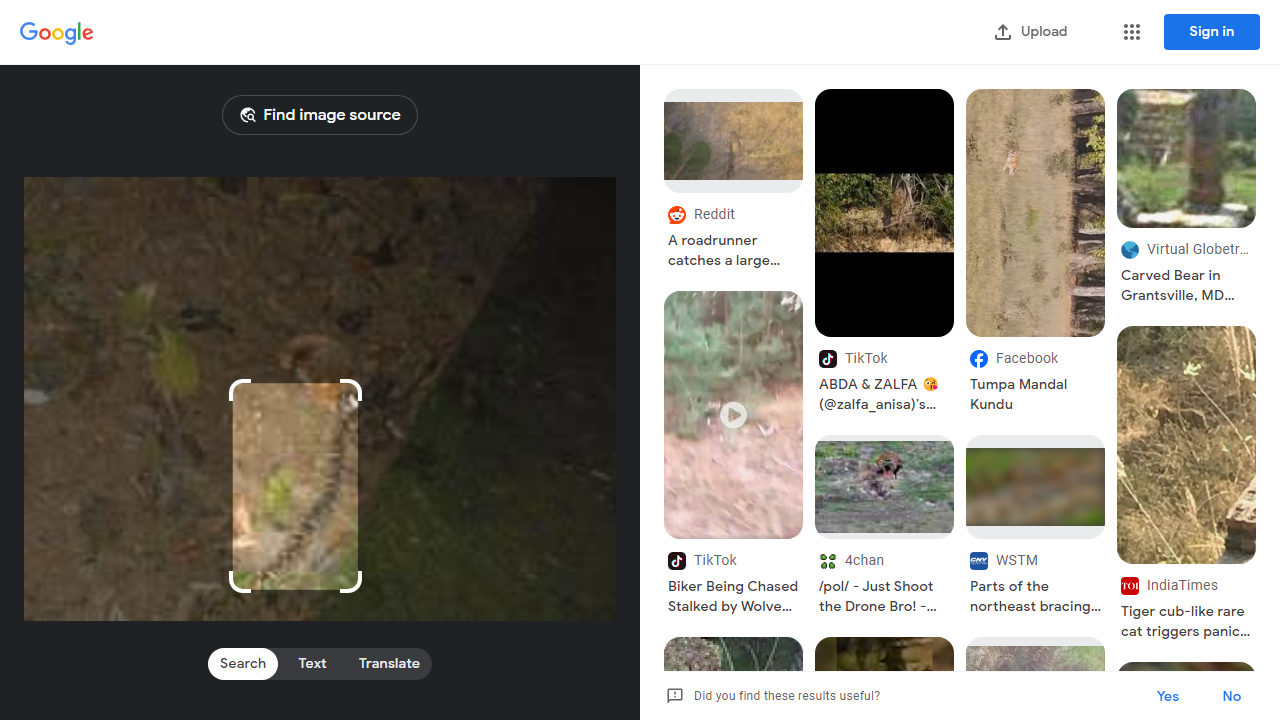 Google
Upload
Sign in
Find image source
Search
Text
Translate
Reddit
A roadrunner
catches a large...
TikTok
Biker Being Chased
Stalked by Wolve...
TikTok
ABDA & ZALFA 😘
(@zalfa_anisa)'s...
4chan
/pol/ - Just Shoot
the Drone Bro! -...
Facebook
Tumpa Mandal
Kundu
CNY
WSTM
Parts of the
northeast bracing...
Virtual Globetr...
Carved Bear in
Grantsville, MD...
TOI
IndiaTimes
Tiger cub-like rare
cat triggers panic...
Did you find these results useful?
Yes
No